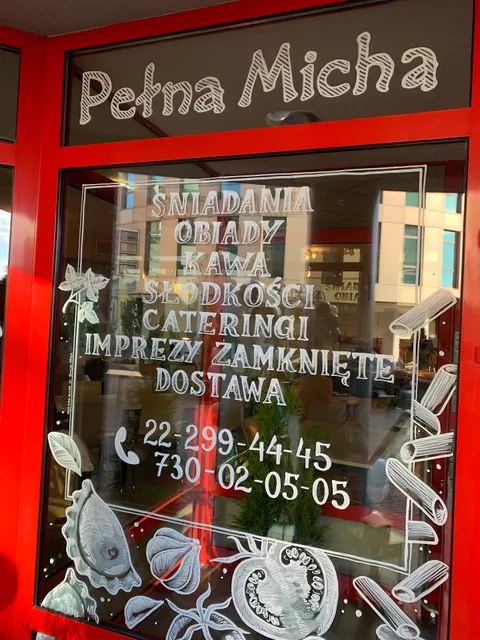 Pełna Micha
ŚNIADANIA
OBIADY
KAWA
SŁODKOŚCI
CATERINGI
IMPREZY ZAMKNIĘTE
DOSTAWA
22-299-44-45
730-02-05-05